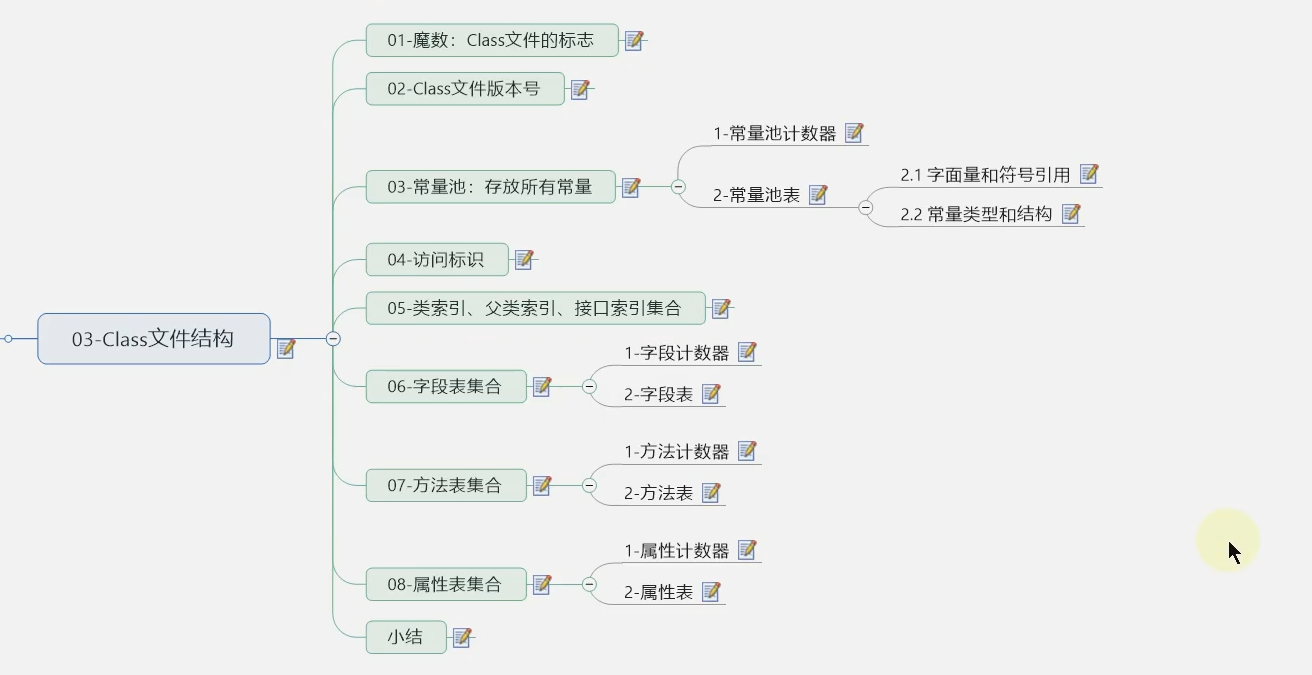 01-魔数：Class文件的标志
02-Class文件版本号
03-常量池：存放所有常量
1-常量池计数器
2-常量池表
2.1 字面量和符号引用
2.2 常量类型和结构
04-访问标识
05-类索引、父类索引、接口索引集合
03-Class文件结构
06-字段表集合
1-字段计数器
2-字段表
07-方法表集合
1-方法计数器
2-方法表
08-属性表集合
1-属性计数器
2-属性表
小结